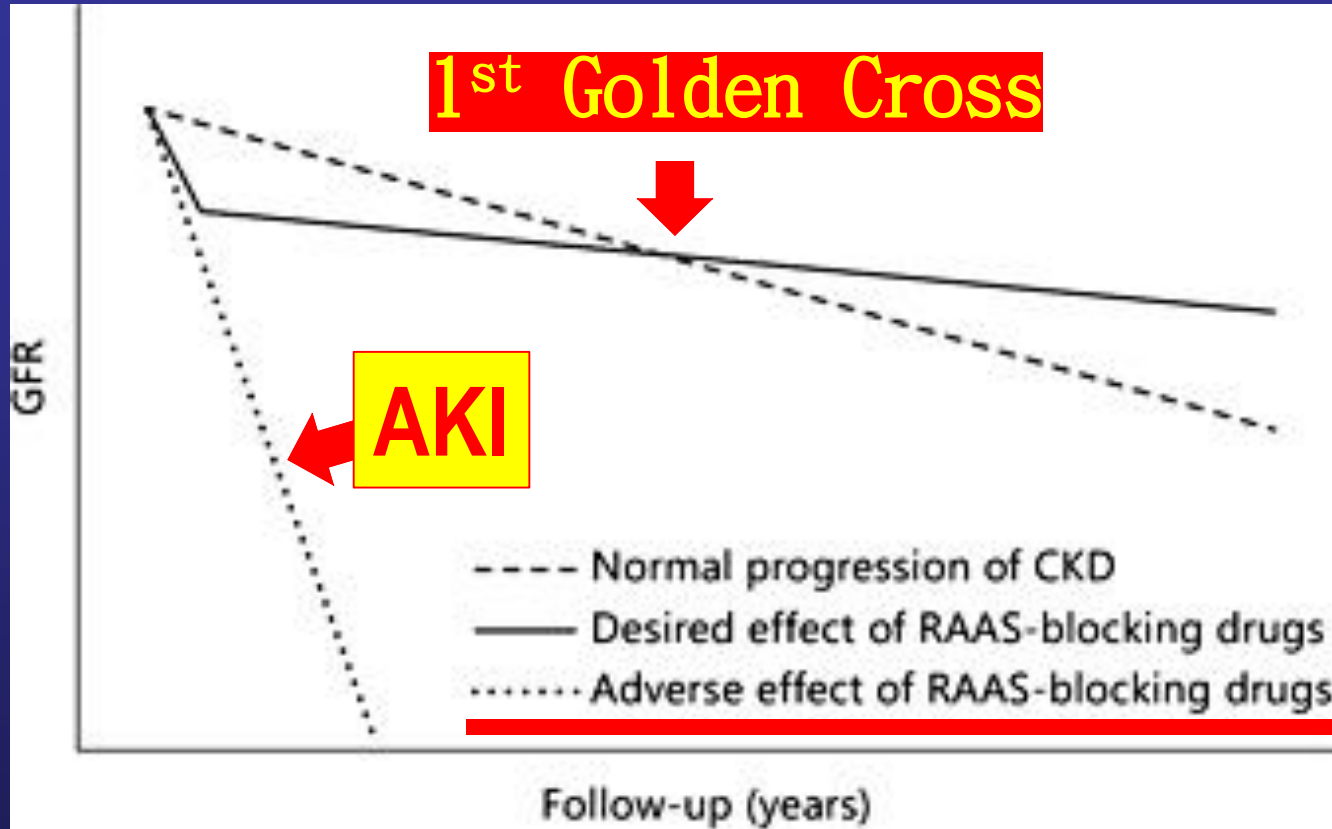 1st Golden Cross
GFR
AKI
Normal progression of CKD
Desired effect of RAAS-blocking drugs
Adverse effect of RAAS-blocking drugs
Follow-up (years)